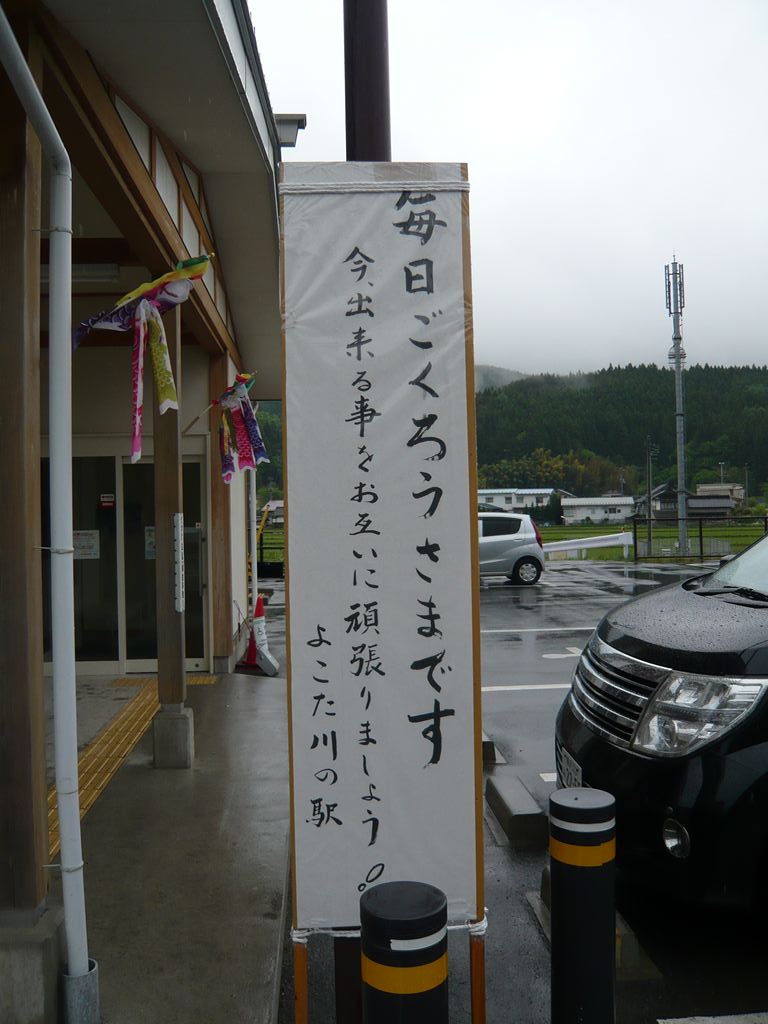 毎日ごくろうさまです
今、出来る事をお互いに頑張りましょう。
よこた川の駅